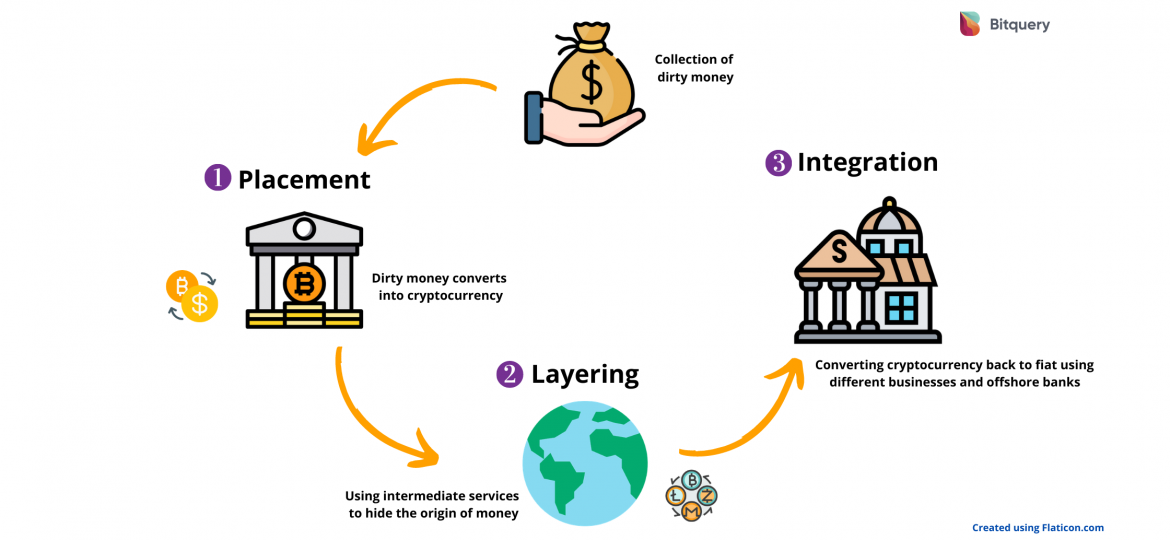 Bitquery
Collection of
dirty money
1 Placement
Dirty money converts
into cryptocurrency
2 Layering
Using intermediate services
to hide the origin of money
3 Integration
Converting cryptocurrency back to fiat using
different businesses and offshore banks
Created using Flaticon.com